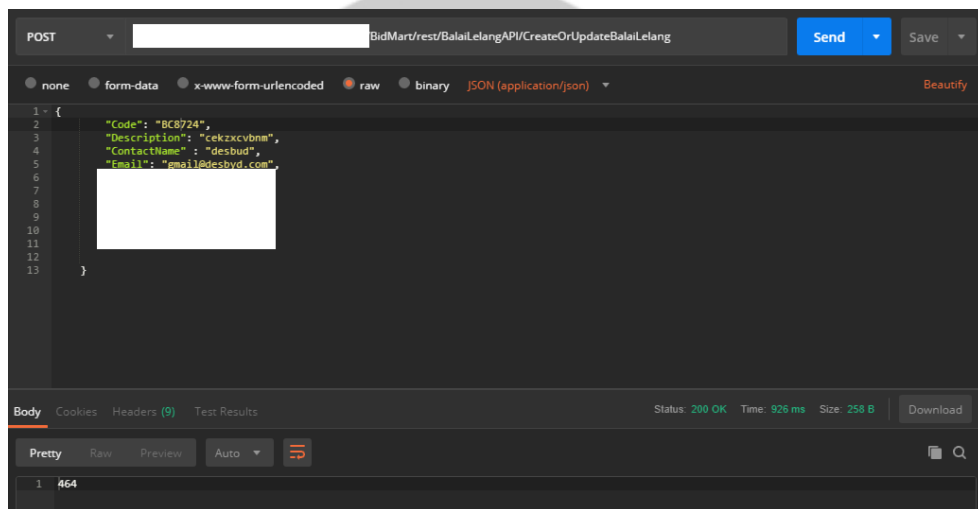 POST /BidMart/rest/BalaiLelangAPI/CreateOrUpdateBalaiLelang Send Save
none form-data x-www-form-urlencoded raw binary JSON (application/json) Beautify
1 {
2 "Code": "BC8724",
3 "Description": "cekzxcvbnm",
4 "ContactName" : "desbud",
5 "Email": "gmail@desbyd.com",
6
7
8
9
10
11
12
13 }
Body Cookies Headers (9) Test Results Status: 200 OK Time: 926 ms Size: 258 B Download
Pretty Raw Preview Auto
1 464